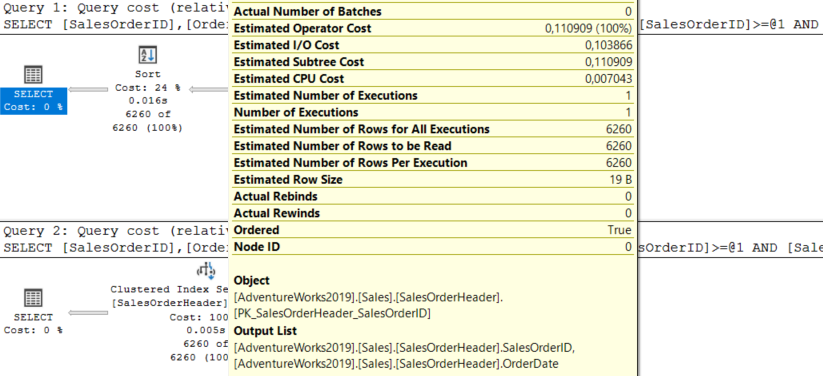 Query 1: Query cost (relativ
SELECT [SalesOrderID],[Orde
[SalesOrderID]>=@1 AND
Sort
Cost: 24 %
0.016s
6260 of
6260 (100%)
SELECT
Cost: 0 %
Actual Number of Batches 0
Estimated Operator Cost 0,110909 (100%)
Estimated I/O Cost 0,103866
Estimated Subtree Cost 0,110909
Estimated CPU Cost 0,007043
Estimated Number of Executions 1
Number of Executions 1
Estimated Number of Rows for All Executions 6260
Estimated Number of Rows to be Read 6260
Estimated Number of Rows Per Execution 6260
Estimated Row Size 19 B
Actual Rebinds 0
Actual Rewinds 0
Ordered True
Node ID 0
Object
[AdventureWorks2019].[Sales].[SalesOrderHeader].
[PK_SalesOrderHeader_SalesOrderID]
Output List
[AdventureWorks2019].[Sales].[SalesOrderHeader].SalesOrderID,
[AdventureWorks2019].[Sales].[SalesOrderHeader].OrderDate
Query 2: Query cost (relativ
SELECT [SalesOrderID],[Orde
sOrderID]>=@1 AND [Sal
Clustered Index Se
[SalesOrderHeader]
Cost: 100
0.005s
6260 of
6260 (100
SELECT
Cost: 0 %